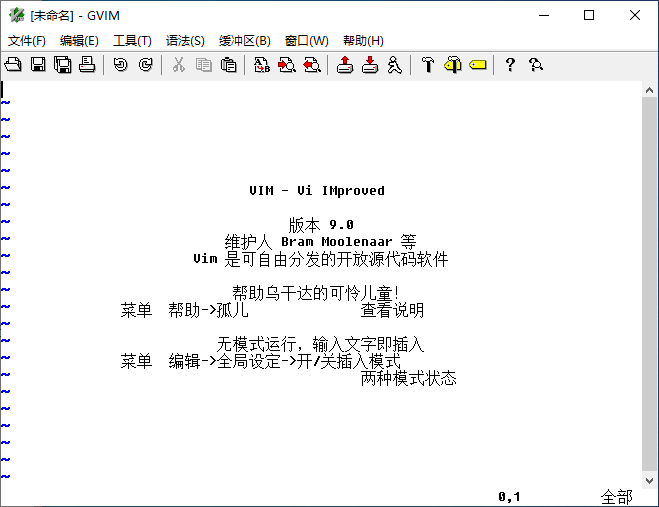 [未命名] - GVIM
文件(F) 编辑(E) 工具(T) 语法(S) 缓冲区(B) 窗口(W) 帮助(H)
~
~
~
~
~
VIM - Vi IMproved
~
~
版本 9.0
~
维护人 Bram Moolenaar 等
~
Vim 是可自由分发的开放源代码软件
~
~
帮助乌干达的可怜儿童!
~
菜单 帮助->孤儿 查看说明
~
~
无模式运行，输入文字即插入
~
菜单 编辑->全局设定->开/关插入模式
~
两种模式状态
~
~
~
~
~
~
0,1 全部